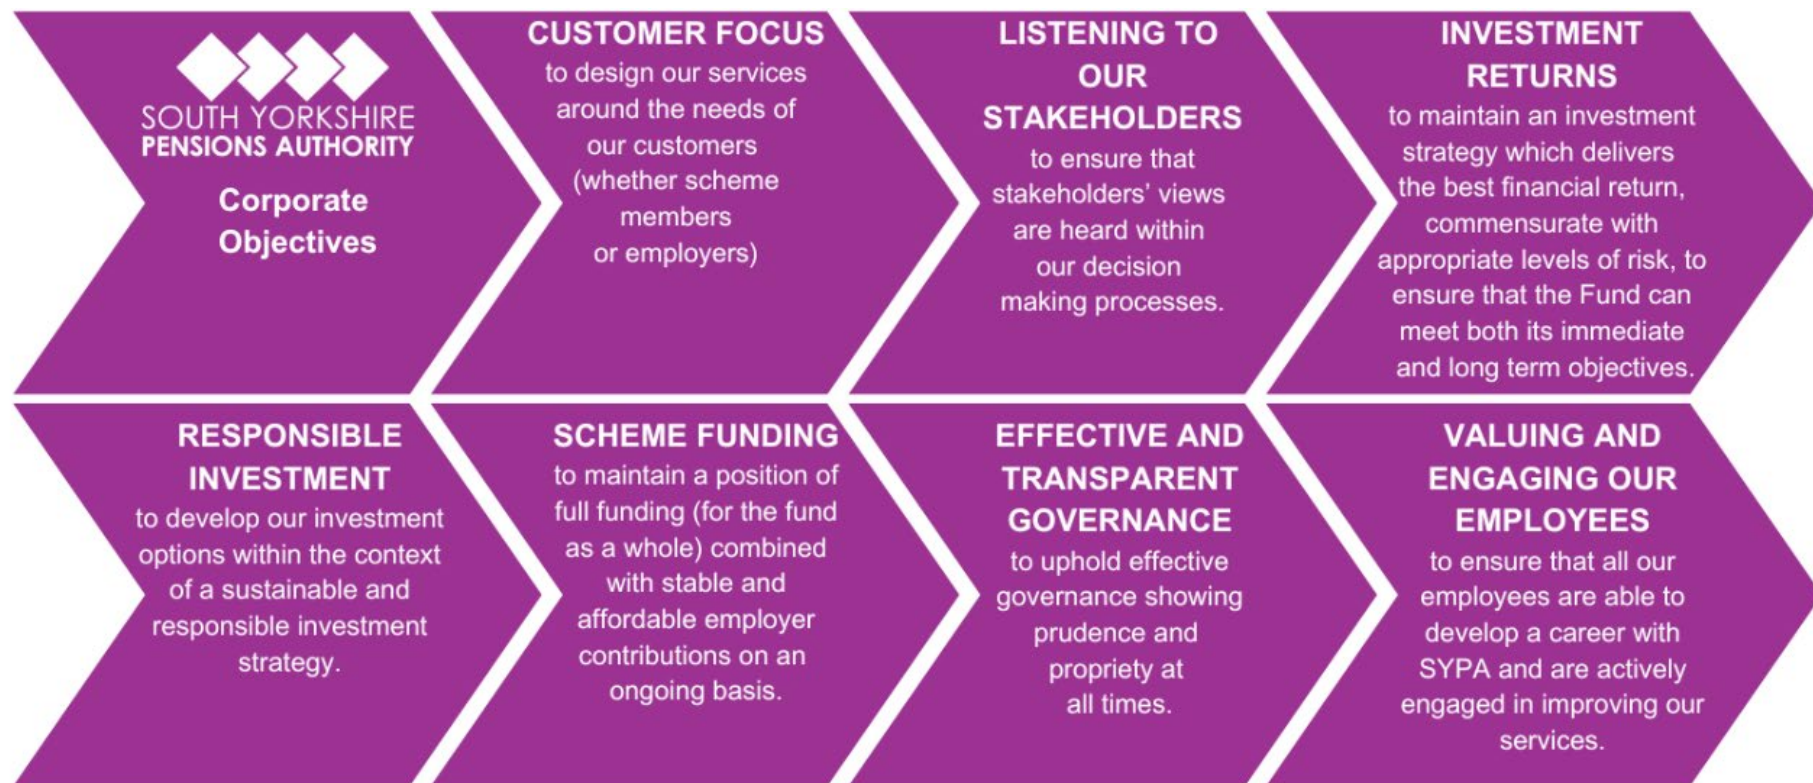 SOUTH YORKSHIRE
PENSIONS AUTHORITY
Corporate
Objectives
CUSTOMER FOCUS
to design our services
around the needs of
our customers
(whether scheme
members
or employers)
LISTENING TO
OUR
STAKEHOLDERS
to ensure that
stakeholders’ views
are heard within
our decision
making processes.
INVESTMENT
RETURNS
to maintain an investment
strategy which delivers
the best financial return,
commensurate with
appropriate levels of risk, to
ensure that the Fund can
meet both its immediate
and long term objectives.
RESPONSIBLE
INVESTMENT
to develop our investment
options within the context
of a sustainable and
responsible investment
strategy.
SCHEME FUNDING
to maintain a position of
full funding (for the fund
as a whole) combined
with stable and
affordable employer
contributions on an
ongoing basis.
EFFECTIVE AND
TRANSPARENT
GOVERNANCE
to uphold effective
governance showing
prudence and
propriety at
all times.
VALUING AND
ENGAGING OUR
EMPLOYEES
to ensure that all our
employees are able to
develop a career with
SYPA and are actively
engaged in improving our
services.